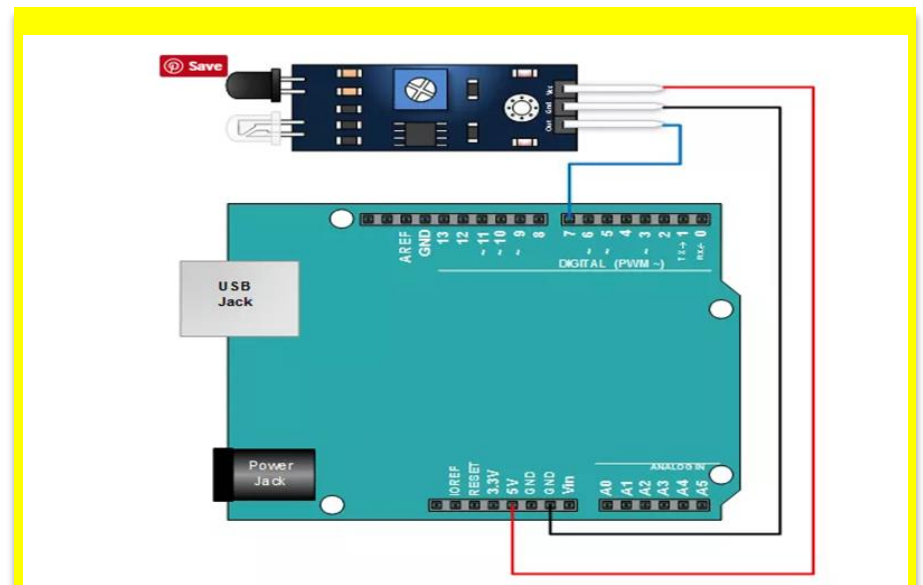 Save
Vcc
Gnd
Out
AREF
GND
13
12
~11
~10
~9
8
7
~6
~5
4
~3
2
TX→1
DIGITAL (PWM ~)
USB
Jack
Power
Jack
IOREF
RESET
3.3V
5V
GND
GND
Vin
ANALOG IN
A0
A1
A2
A3
A4
A5